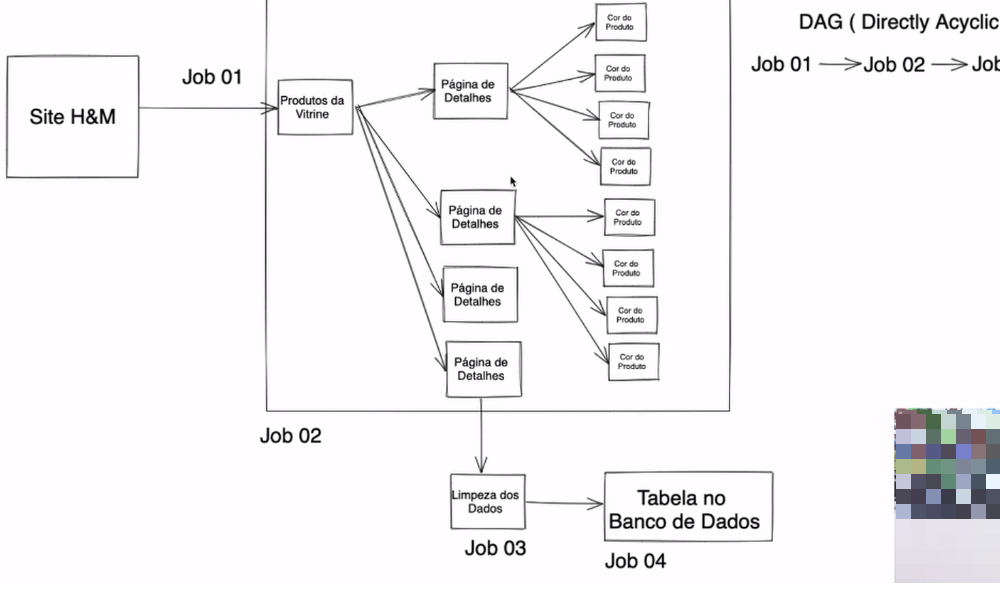 Site H&M
Job 01
Produtos da
Vitrine
Página de
Detalhes
Cor do
Produto
Cor do
Produto
Cor do
Produto
Cor do
Produto
Página de
Detalhes
Cor do
Produto
Cor do
Produto
Cor do
Produto
Cor do
Produto
Página de
Detalhes
Página de
Detalhes
Job 02
Limpeza dos
Dados
Job 03
Tabela no
Banco de Dados
Job 04
DAG ( Directly Acyclic
Job 01 Job 02 Job